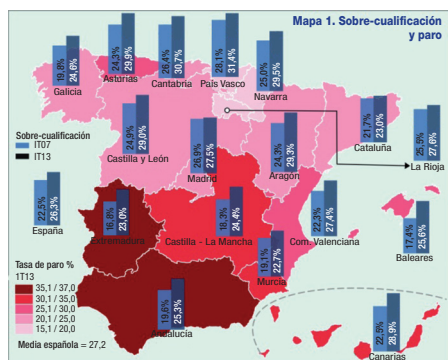 Mapa 1. Sobre-cualificación
y paro
19,8%
24,6%
Galicia
24,3%
29,9%
Asturias
26,4%
30,7%
Cantabria
28,1%
31,4%
País Vasco
25,0%
29,5%
Navarra
24,9%
29,0%
Castilla y León
26,9%
27,5%
Madrid
24,3%
29,3%
Aragón
21,7%
23,0%
Cataluña
25,5%
27,6%
La Rioja
Sobre-cualificación
IT07
IT13
22,5%
26,3%
España
16,8%
23,0%
Extremadura
18,3%
24,4%
Castilla - La Mancha
22,3%
27,4%
Com. Valenciana
17,4%
25,6%
Baleares
19,1%
22,7%
Murcia
19,6%
25,3%
Andalucía
22,5%
28,9%
Canarias
Tasa de paro %
1T13
35,1/ 37,0
30,1/ 35,0
25,1 / 30,0
20,1/ 25,0
15,1/ 20,0
Media española = 27,2